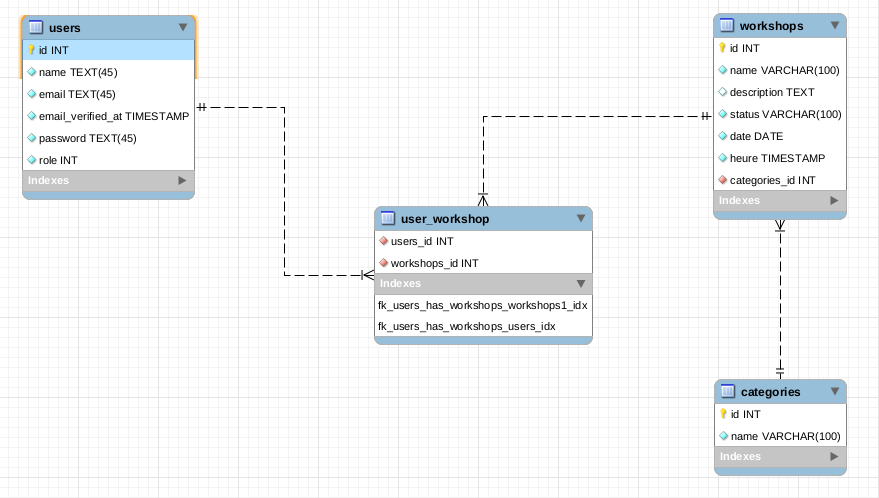 users
id INT
name TEXT(45)
email TEXT(45)
email_verified_at TIMESTAMP
password TEXT(45)
role INT
Indexes
user_workshop
users_id INT
workshops_id INT
Indexes
fk_users_has_workshops_workshops1_idx
fk_users_has_workshops_users_idx
workshops
id INT
name VARCHAR(100)
description TEXT
status VARCHAR(100)
date DATE
heure TIMESTAMP
categories_id INT
Indexes
categories
id INT
name VARCHAR(100)
Indexes